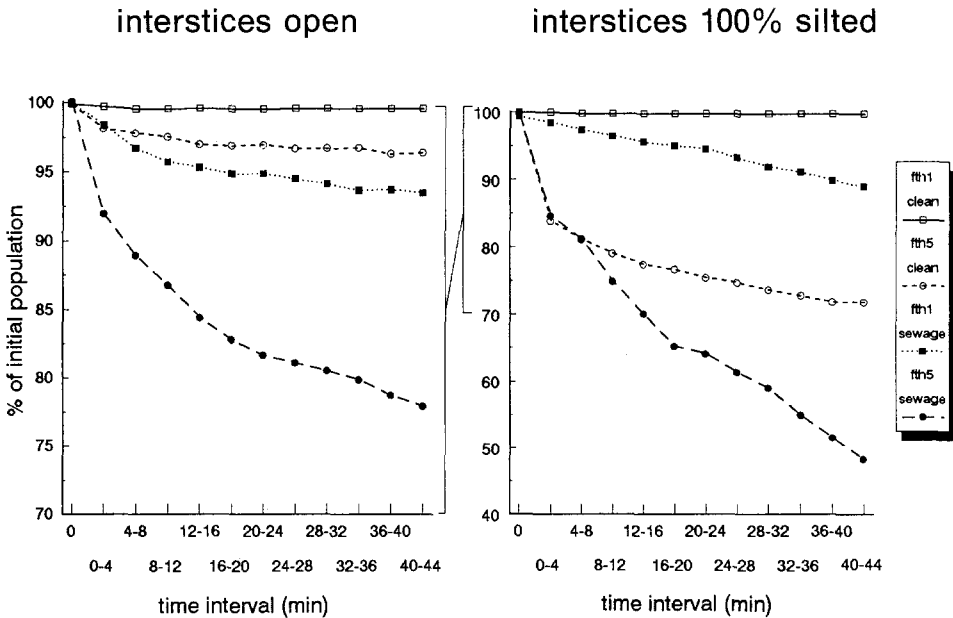 interstices open
interstices 100% silted
% of initial population
100
95
90
85
80
75
70
0 4-8 12-16 20-24 28-32 36-40
0-4 8-12 16-20 24-28 32-36 40-44
time interval (min)
100
90
80
70
60
50
40
0 4-8 12-16 20-24 28-32 36-40
0-4 8-12 16-20 24-28 32-36 40-44
time interval (min)
fth1
clean
fth5
clean
fth1
sewage
fth5
sewage